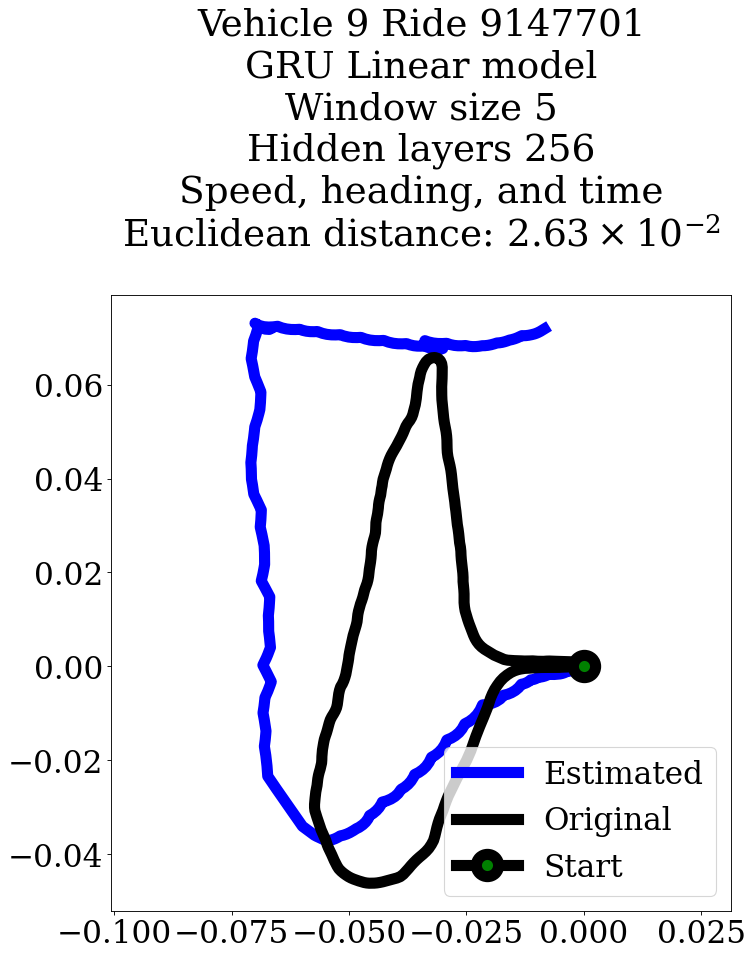 Vehicle 9 Ride 9147701
GRU Linear model
Window size 5
Hidden layers 256
Speed, heading, and time
Euclidean distance: 2.63 × 10⁻²
0.06
0.04
0.02
0.00
−0.02
−0.04
Estimated
Original
Start
−0.100 −0.075 −0.050 −0.025 0.000 0.025